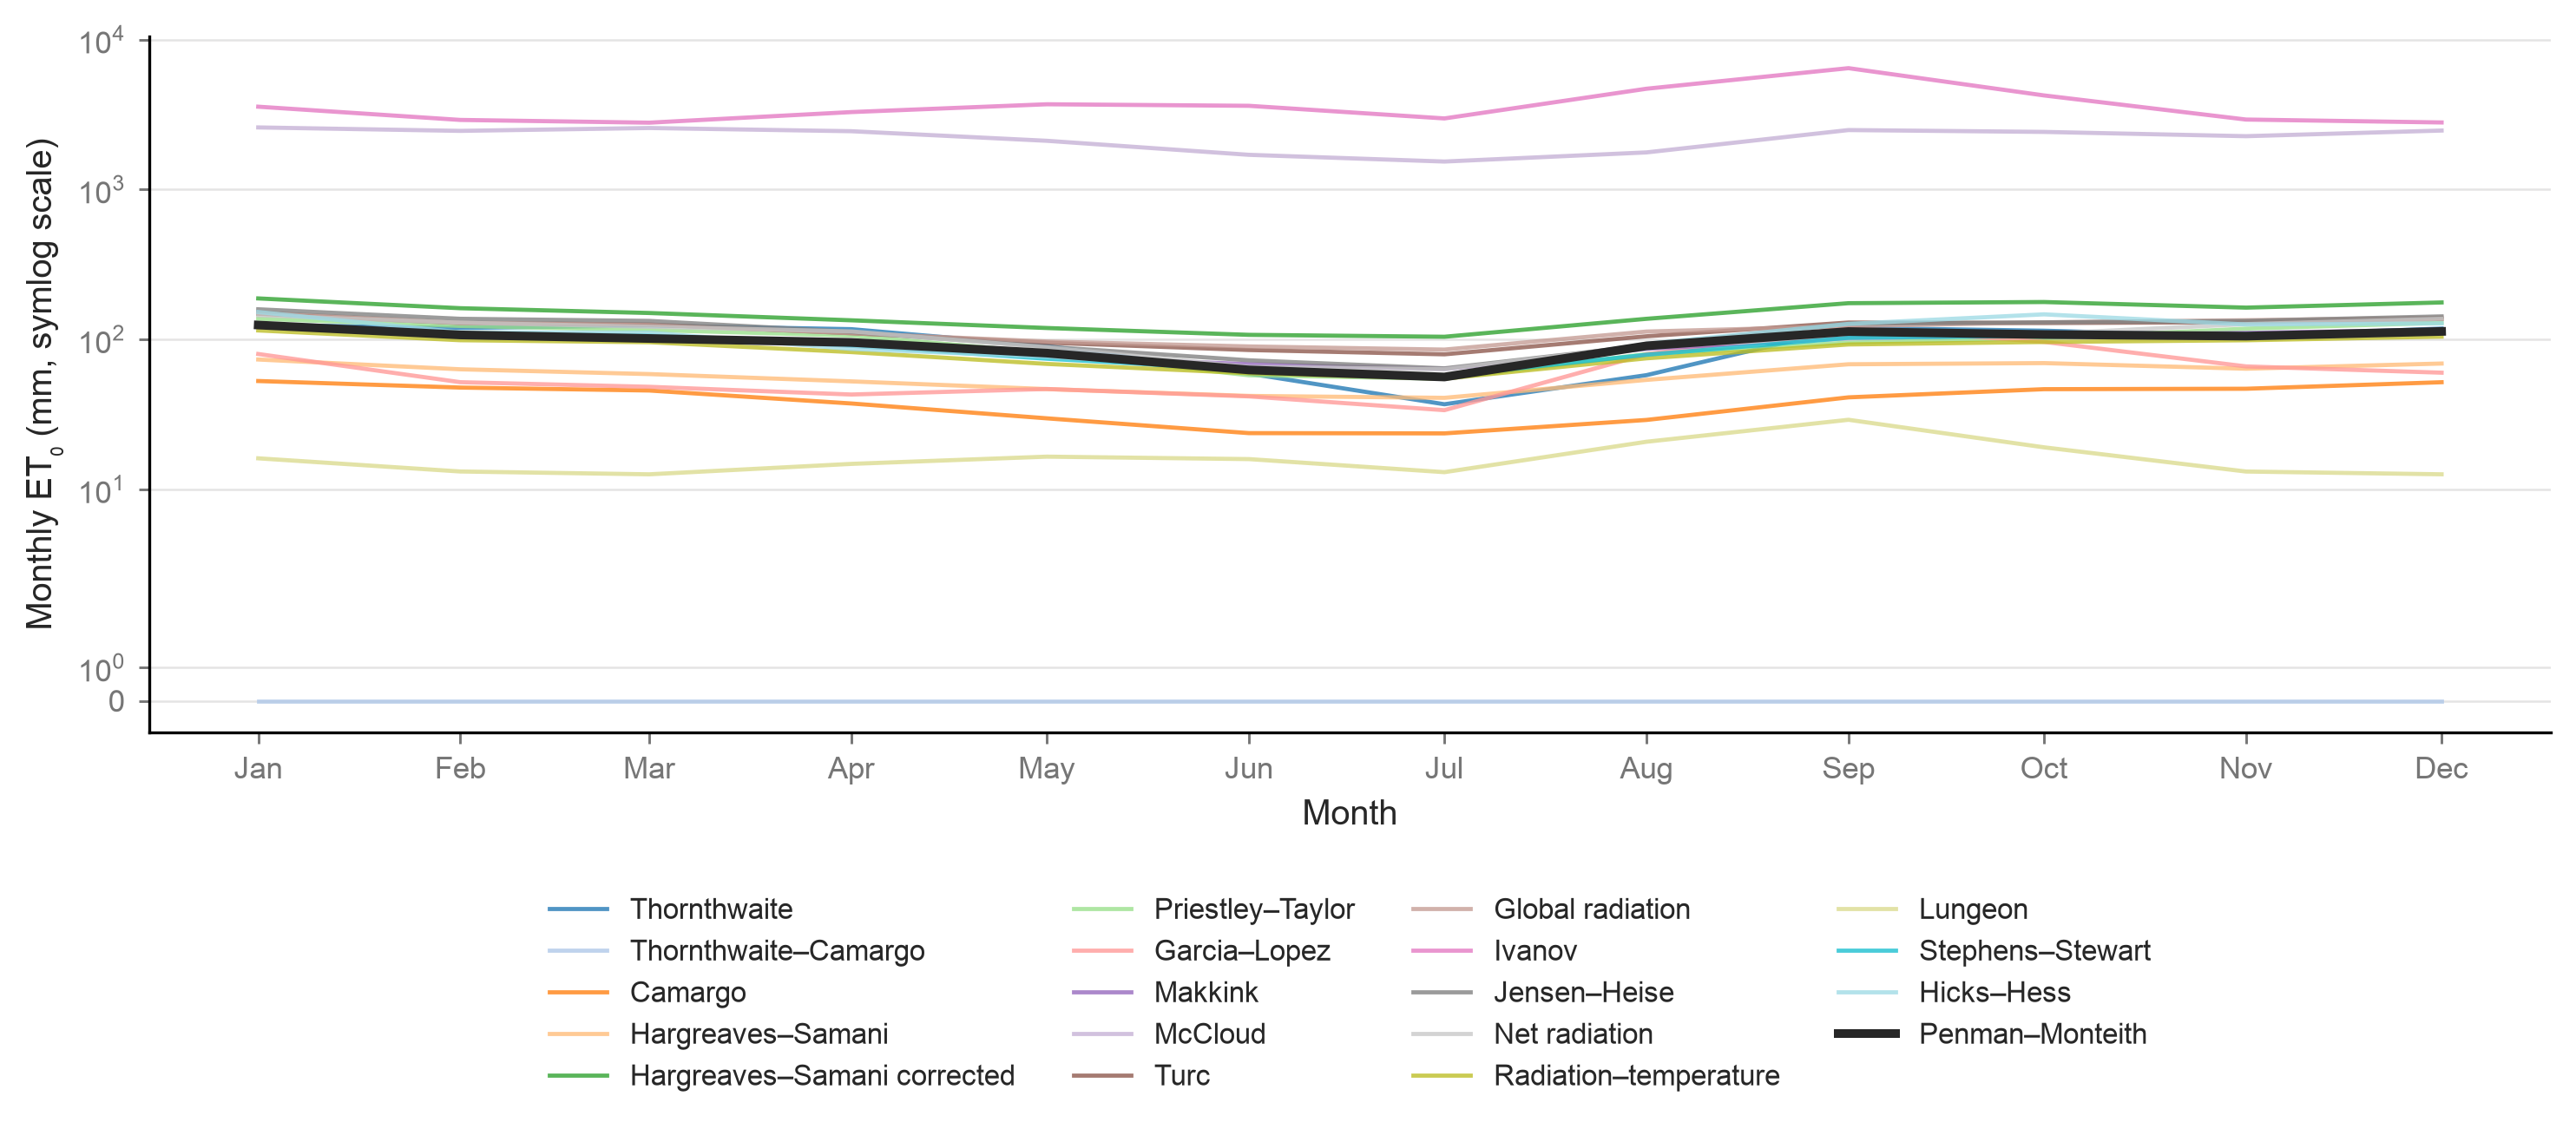 10^4
10^3
10^2
10^1
10^0
0
Monthly ET₀ (mm, symlog scale)
Jan Feb Mar Apr May Jun Jul Aug Sep Oct Nov Dec
Month
Thornthwaite
Thornthwaite–Camargo
Camargo
Hargreaves–Samani
Hargreaves–Samani corrected
Priestley–Taylor
Garcia–Lopez
Makkink
McCloud
Turc
Global radiation
Ivanov
Jensen–Heise
Net radiation
Radiation–temperature
Lungeon
Stephens–Stewart
Hicks–Hess
Penman–Monteith